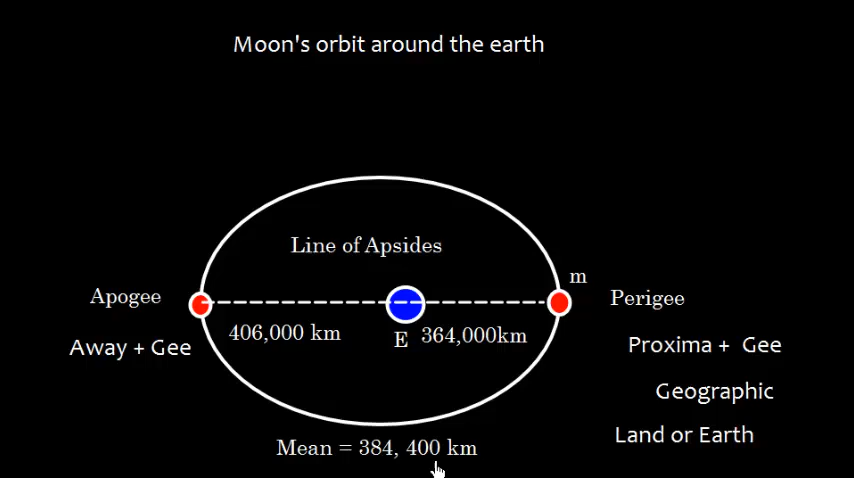 Moon's orbit around the earth
Line of Apsides
m
Apogee
Perigee
406,000 km
E
364,000km
Away + Gee
Proxima + Gee
Geographic
Land or Earth
Mean = 384, 400 km